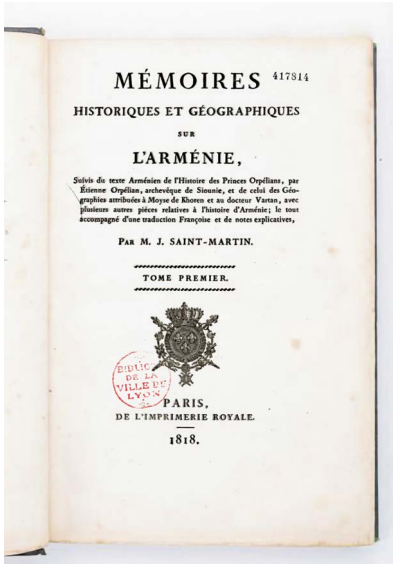 MÉMOIRES
417814
HISTORIQUES ET GÉOGRAPHIQUES
SUR
L'ARMÉNIE,
Suivis du texte Arménien de l'Histoire des Princes Orpélians, par
Étienne Orpélian, archevêque de Siounie, et de celui des Géo-
graphies attribuées à Moyse de Khoren et au docteur Vartan, avec
plusieurs autres pièces relatives à l'histoire d'Arménie; le tout
accompagné d'une traduction Françoise et de notes explicatives,
PAR M. J. SAINT-MARTIN.
TOME PREMIER.
BIBLIOT
DE LA
VILLE DE
LYON
PARIS,
DE L'IMPRIMERIE ROYALE.
1818.